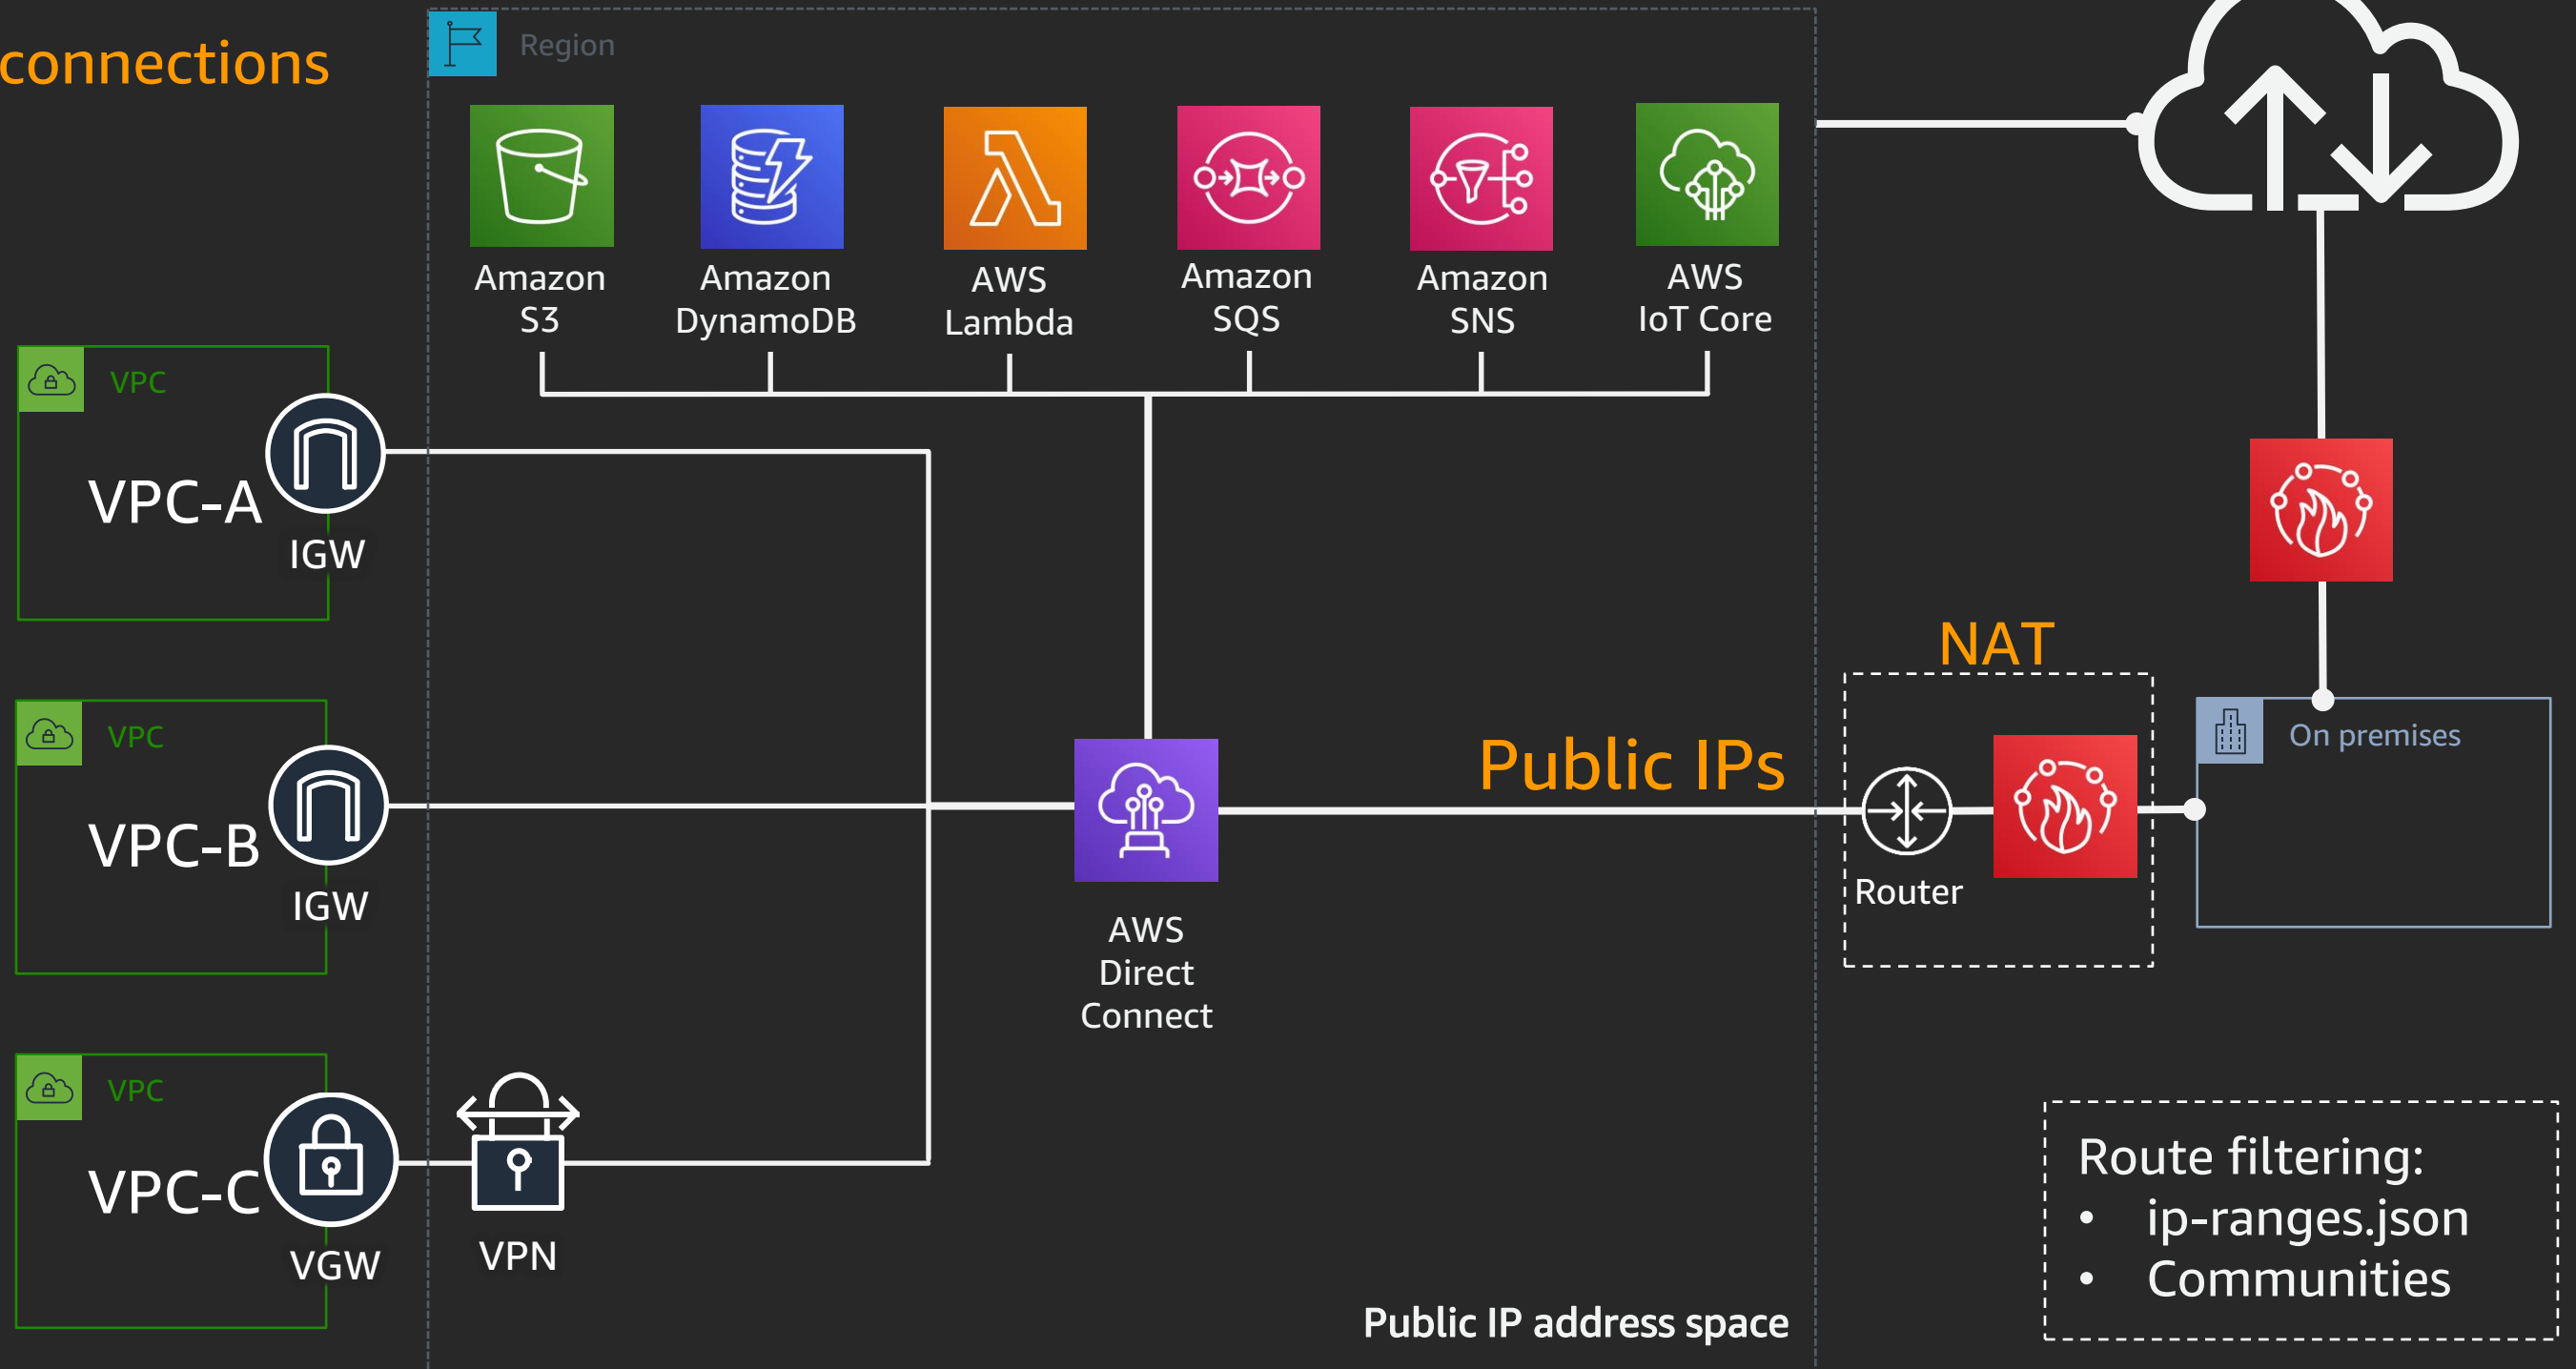 connections
Region
Amazon
S3
Amazon
DynamoDB
AWS
Lambda
Amazon
SQS
Amazon
SNS
AWS
IoT Core
VPC
VPC-A
IGW
VPC
VPC-B
IGW
VPC
VPC-C
VGW
VPN
AWS
Direct
Connect
Public IPs
NAT
Router
On premises
Route filtering:
• ip-ranges.json
• Communities
Public IP address space